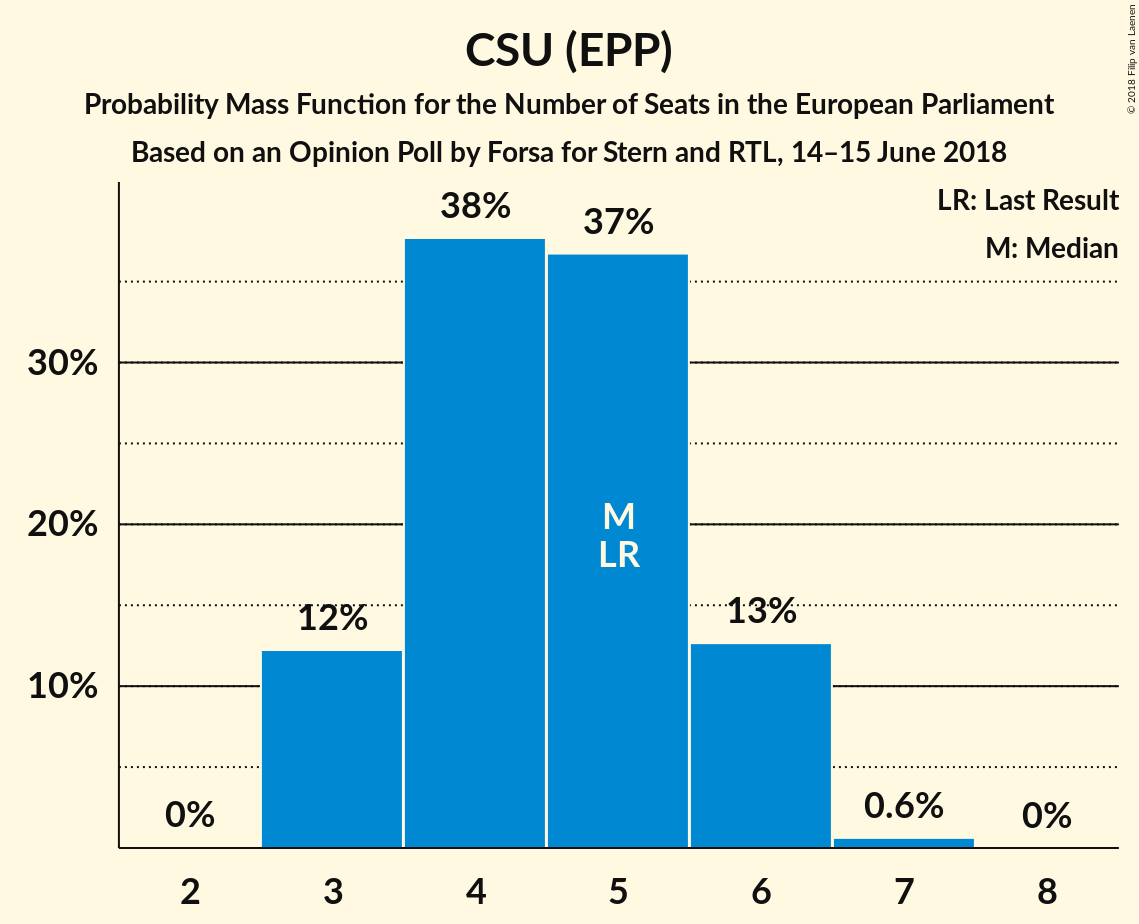 CSU (EPP)
Probability Mass Function for the Number of Seats in the European Parliament
Based on an Opinion Poll by Forsa for Stern and RTL, 14–15 June 2018
© 2018 Filip van Laenen
LR: Last Result
M: Median
38%
37%
30%
20%
10%
M
LR
12%
13%
0%
0.6%
0%
2 3 4 5 6 7 8